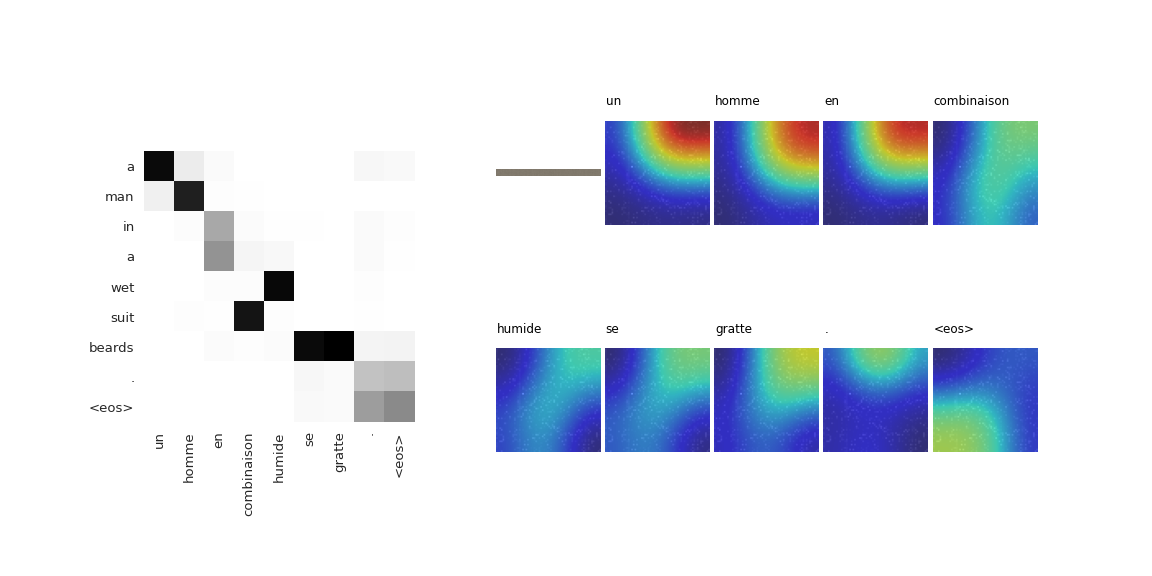 a
man
in
a
wet
suit
beards
.
<eos>
un
homme
en
combinaison
humide
se
gratte
.
<eos>
un homme en combinaison
humide se gratte . <eos>